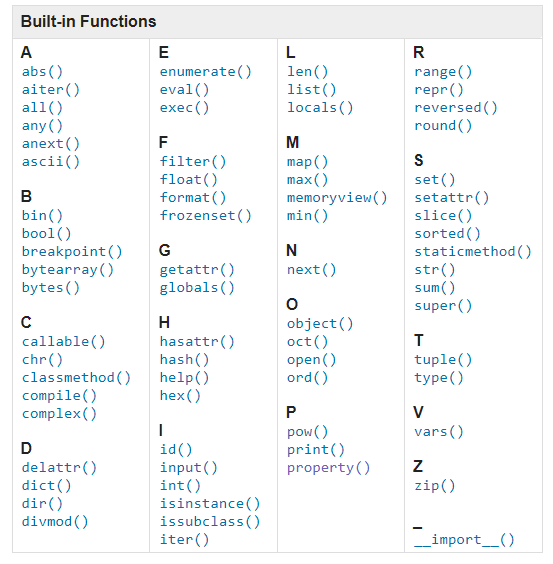 Built-in Functions
A
abs()
aiter()
all()
any()
anext()
ascii()
B
bin()
bool()
breakpoint()
bytearray()
bytes()
C
callable()
chr()
classmethod()
compile()
complex()
D
delattr()
dict()
dir()
divmod()
E
enumerate()
eval()
exec()
F
filter()
float()
format()
frozenset()
G
getattr()
globals()
H
hasattr()
hash()
help()
hex()
I
id()
input()
int()
isinstance()
issubclass()
iter()
L
len()
list()
locals()
M
map()
max()
memoryview()
min()
N
next()
O
object()
oct()
open()
ord()
P
pow()
print()
property()
R
range()
repr()
reversed()
round()
S
set()
setattr()
slice()
sorted()
staticmethod()
str()
sum()
super()
T
tuple()
type()
V
vars()
Z
zip()
_
__import__()